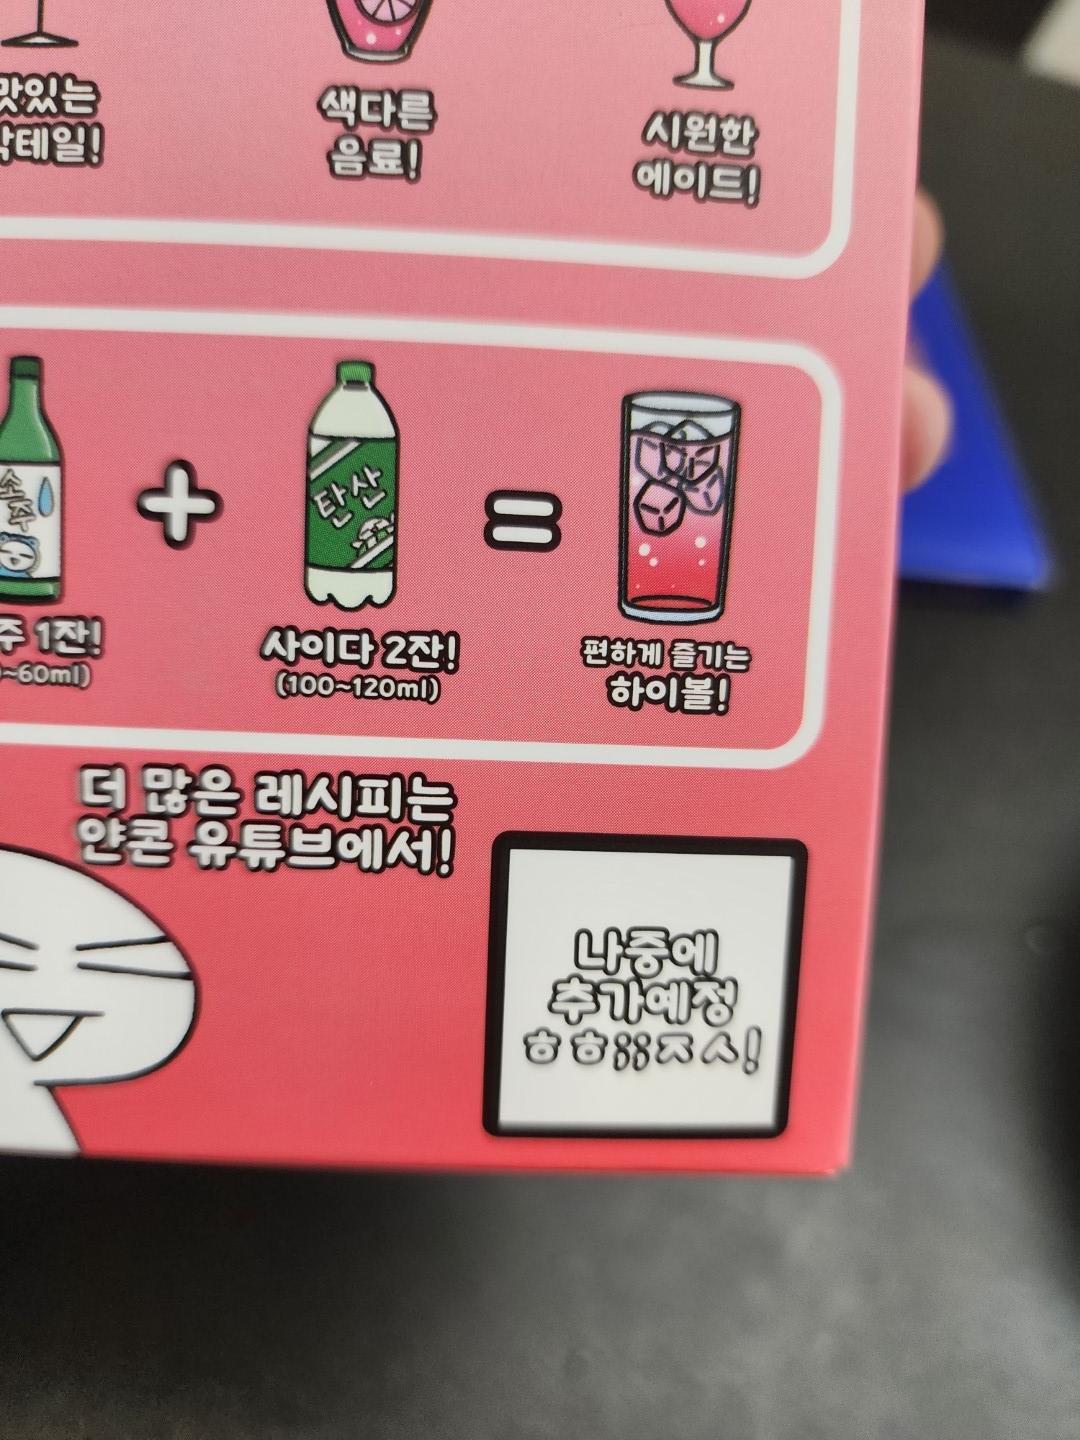 맛있는
칵테일!
색다른
음료!
시원한
에이드!
소주
탄산
1잔!
~60ml)
사이다 2잔!
(100~120ml)
편하게 즐기는
하이볼!
더 많은 레시피는
얀콘 유튜브에서!
나중에
추가예정
ㅎㅎ;;ㅈㅅ!